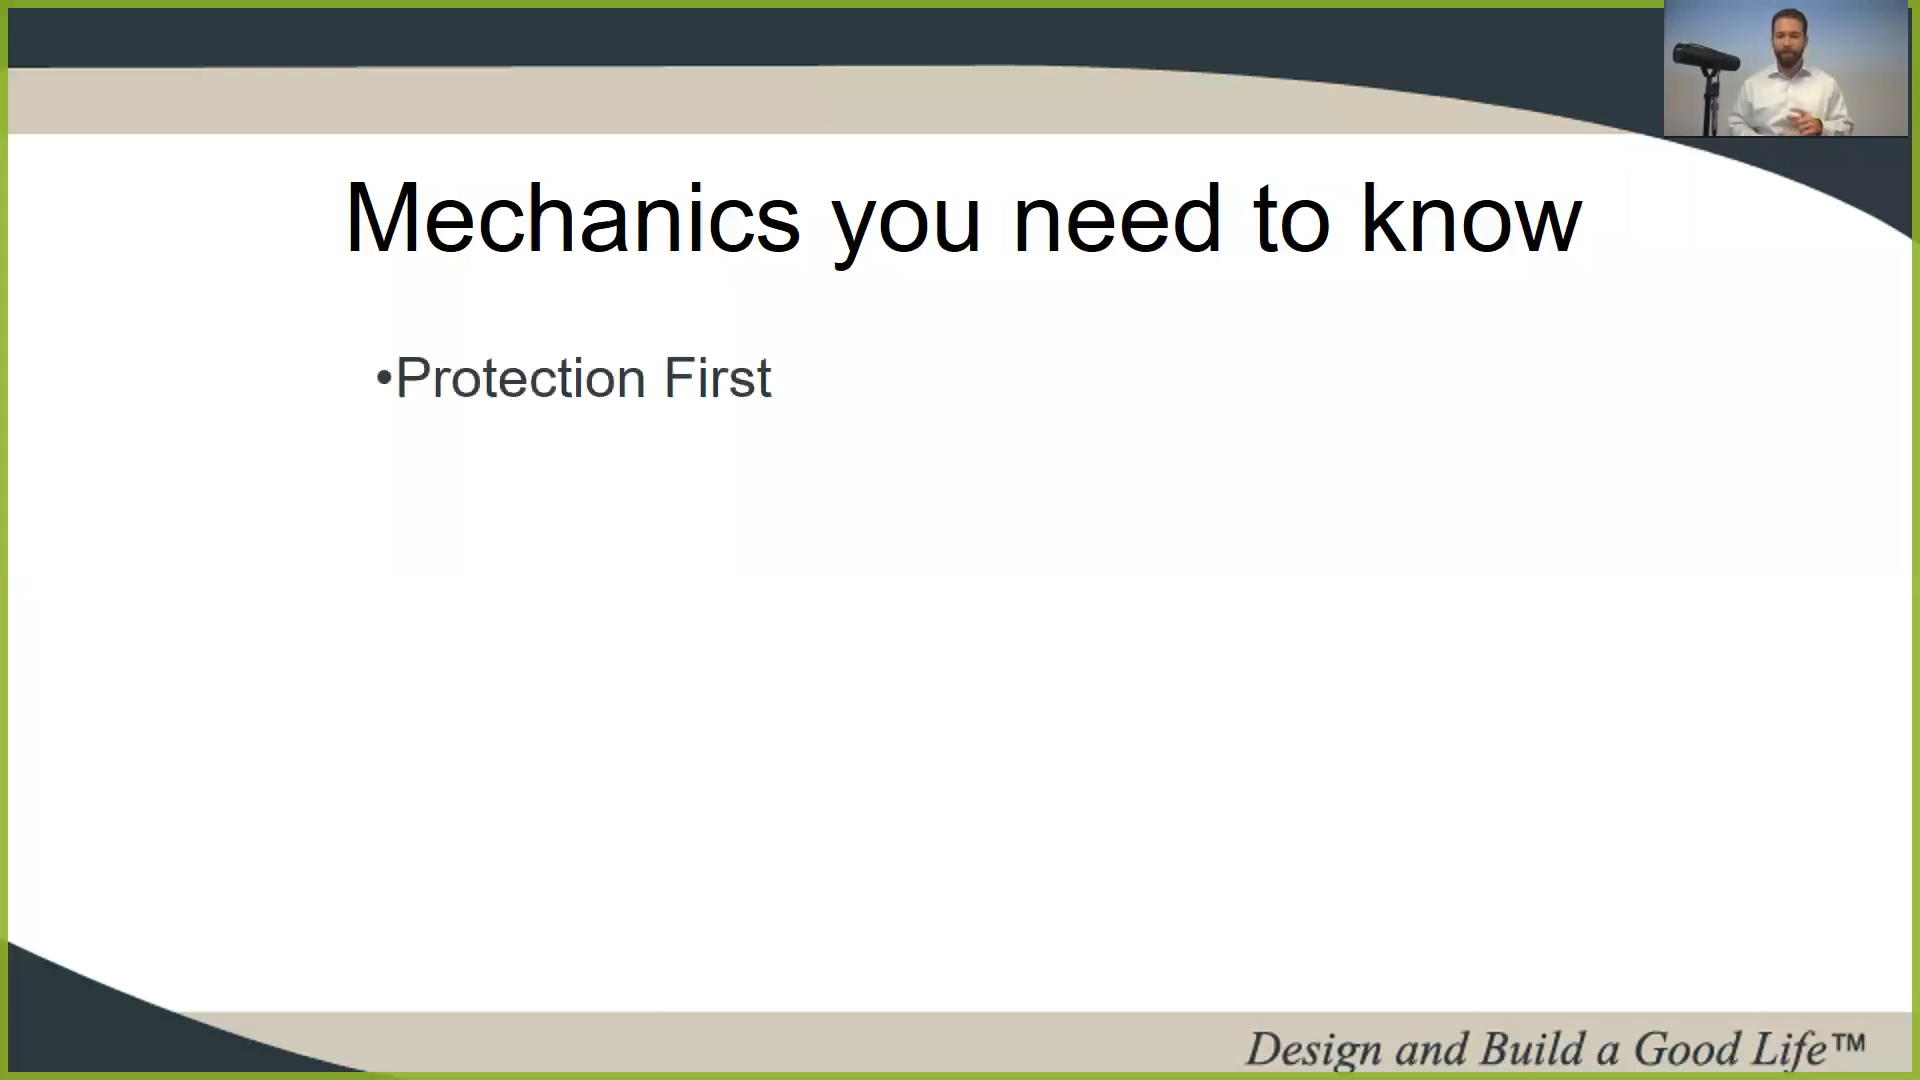 Mechanics you need to know
•Protection First
Design and Build a Good Life™